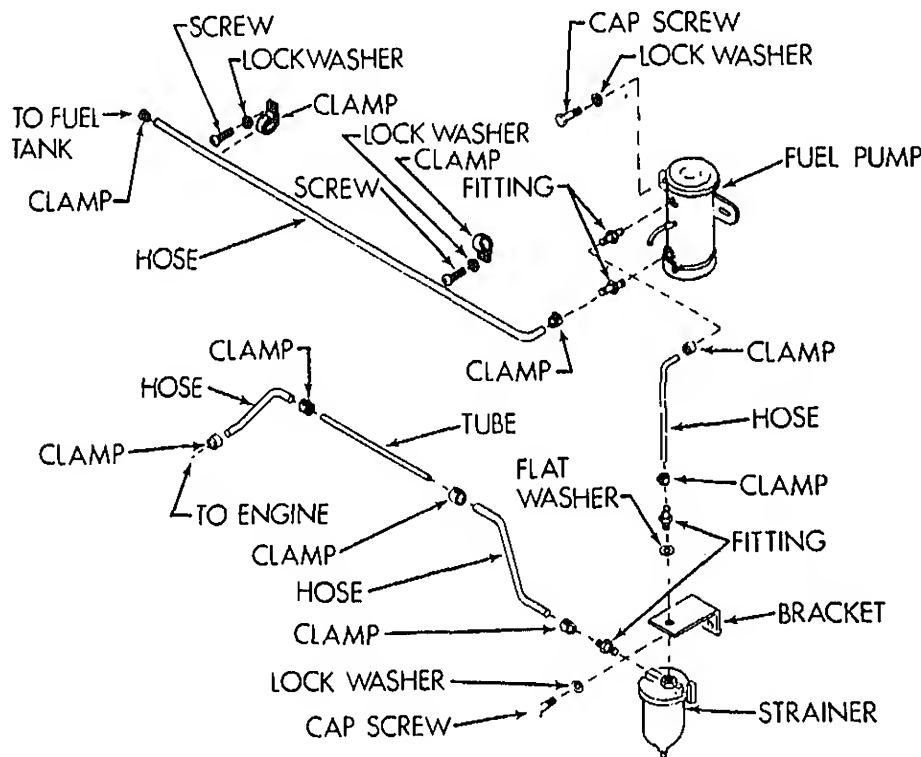 SCREW
LOCKWASHER
CLAMP
CAP SCREW
LOCK WASHER
TO FUEL
TANK
CLAMP
LOCK WASHER
CLAMP
SCREW
FITTING
FUEL PUMP
HOSE
CLAMP
CLAMP
CLAMP
HOSE
TUBE
HOSE
CLAMP
FLAT
WASHER
CLAMP
TO ENGINE
CLAMP
FITTING
HOSE
BRACKET
CLAMP
LOCK WASHER
CAP SCREW
STRAINER